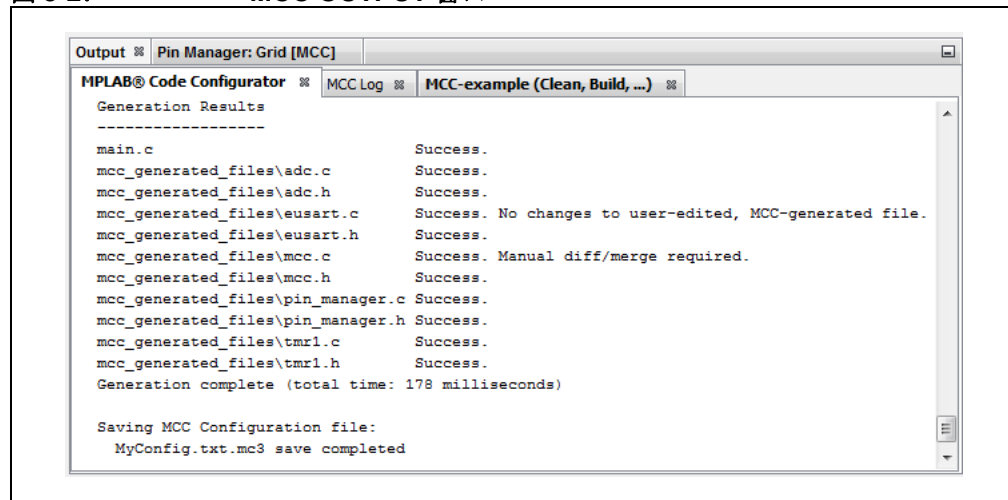 Output Pin Manager: Grid [MCC]
MPLAB® Code Configurator MCC Log MCC-example (Clean, Build, ...)
Generation Results
------------------
main.c Success.
mcc_generated_files\adc.c Success.
mcc_generated_files\adc.h Success.
mcc_generated_files\eusart.c Success. No changes to user-edited, MCC-generated file.
mcc_generated_files\eusart.h Success.
mcc_generated_files\mcc.c Success. Manual diff/merge required.
mcc_generated_files\mcc.h Success.
mcc_generated_files\pin_manager.c Success.
mcc_generated_files\pin_manager.h Success.
mcc_generated_files\tmr1.c Success.
mcc_generated_files\tmr1.h Success.
Generation complete (total time: 178 milliseconds)
Saving MCC Configuration file:
MyConfig.txt.mc3 save completed